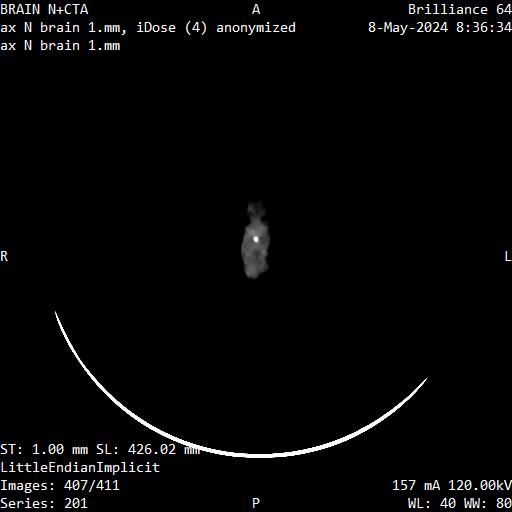 BRAIN N+CTA A Brilliance 64
ax N brain 1.mm, iDose (4) anonymized 8-May-2024 8:36:34
ax N brain 1.mm
R L
ST: 1.00 mm SL: 426.02 mm
LittleEndianImplicit
Images: 407/411 157 mA 120.00kV
Series: 201 P WL: 40 WW: 80